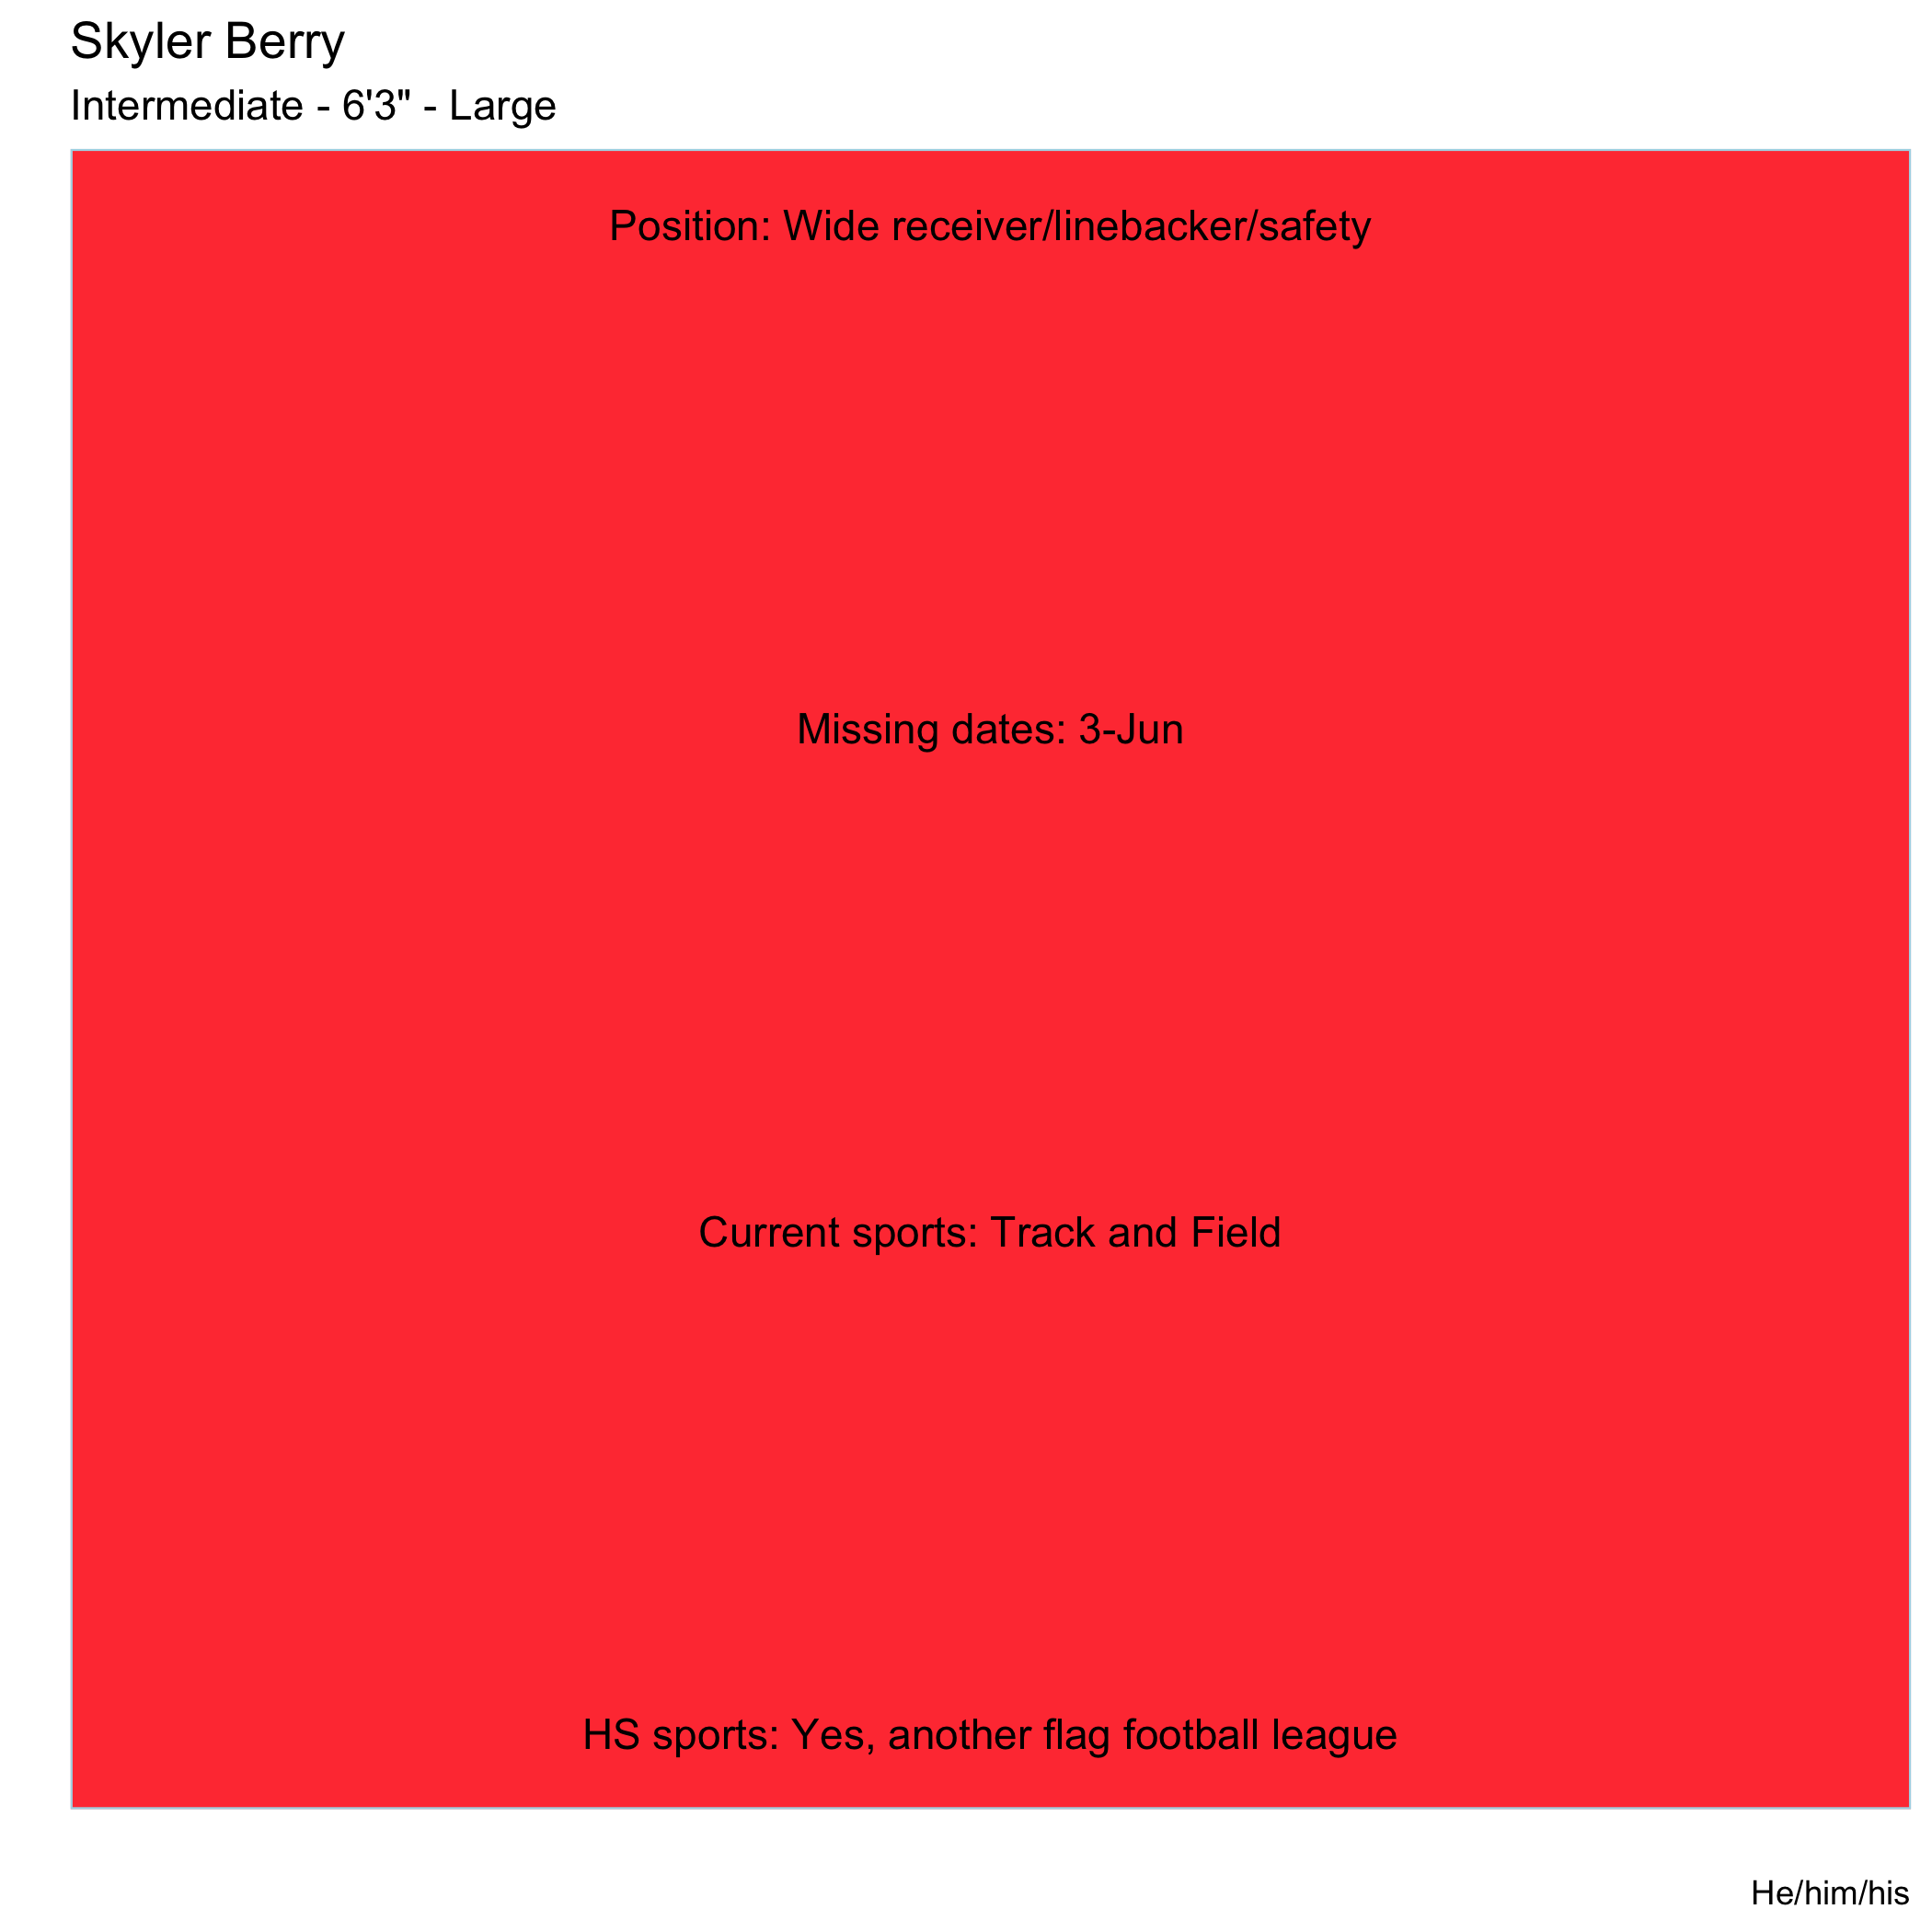 Skyler Berry
Intermediate - 6'3" - Large
Position: Wide receiver/linebacker/safety
Missing dates: 3-Jun
Current sports: Track and Field
HS sports: Yes, another flag football league
He/him/his